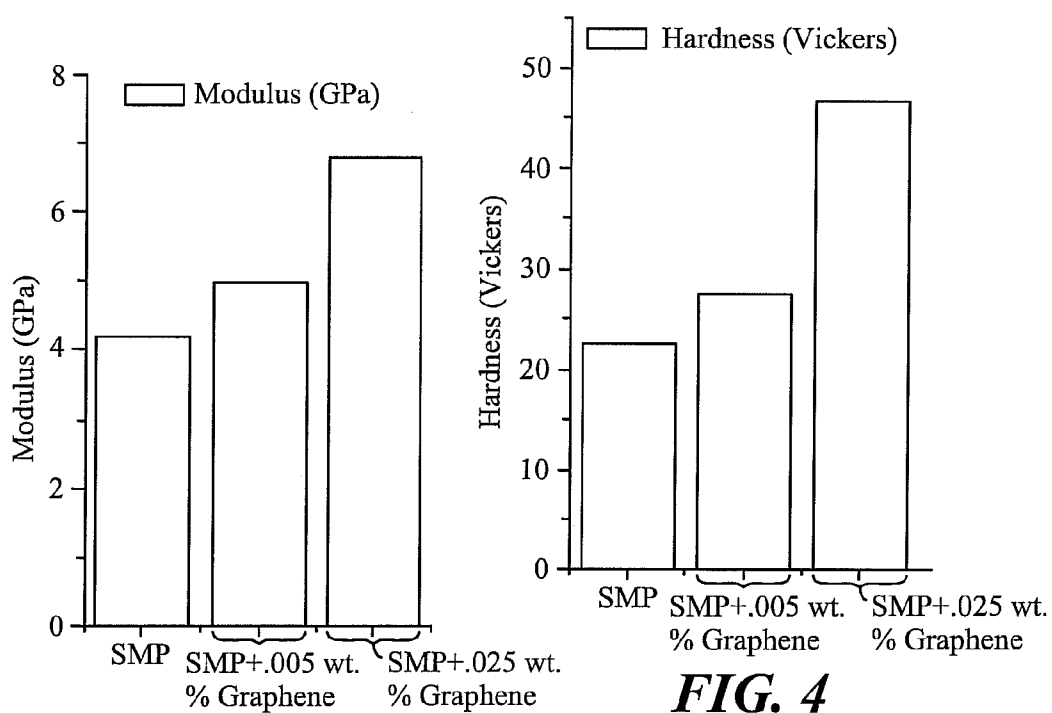 Modulus (GPa)
8
6
4
2
0
Modulus (GPa)
SMP
SMP+.005 wt.
% Graphene
SMP+.025 wt.
% Graphene
Hardness (Vickers)
50
40
30
20
10
0
Hardness (Vickers)
SMP
SMP+.005 wt.
% Graphene
SMP+.025 wt.
% Graphene
FIG. 4